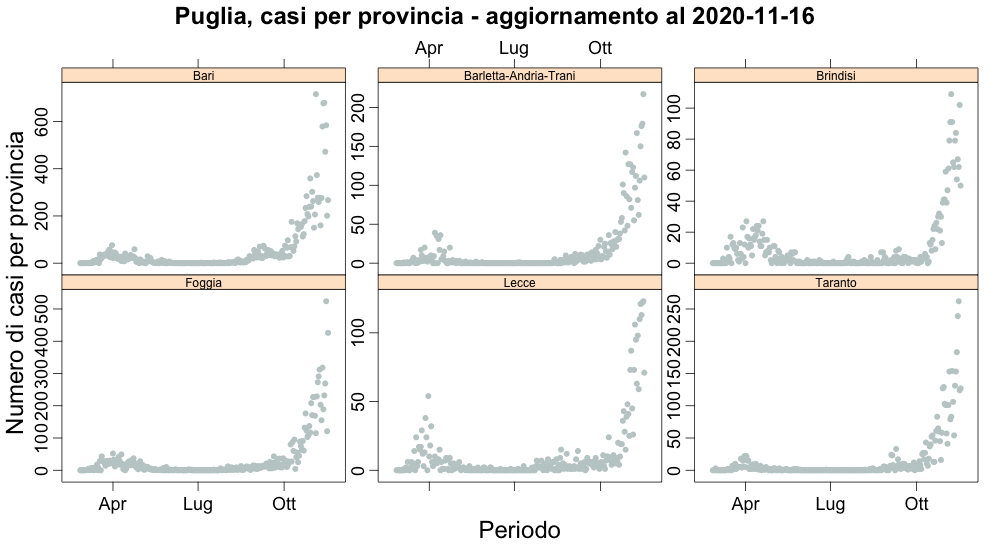 Puglia, casi per provincia - aggiornamento al 2020-11-16
Apr Lug Ott
Bari Barletta-Andria-Trani Brindisi
0 200 400 600
0 50 100 150 200
0 20 40 60 80 100
Numero di casi per provincia
Foggia Lecce Taranto
0 100 200 300 400 500
0 50 100
0 50 100 150 200 250
Apr Lug Ott
Apr Lug Ott
Periodo